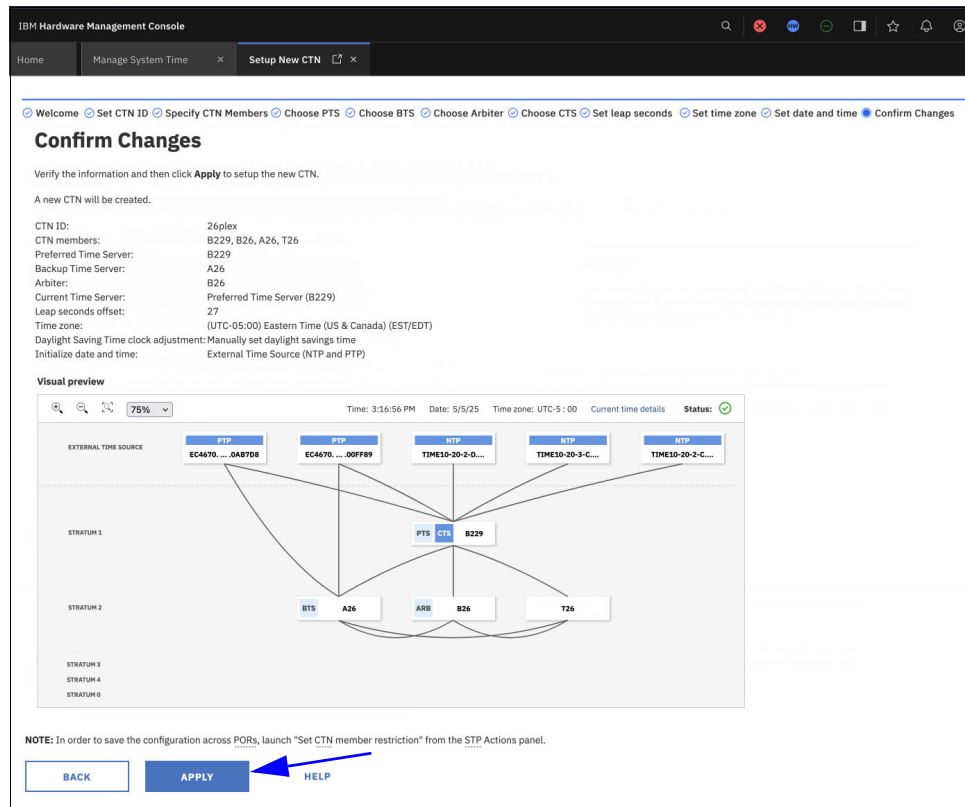 IBM Hardware Management Console
HW
Home
Manage System Time
Setup New CTN
Welcome Set CTN ID Specify CTN Members Choose PTS Choose BTS Choose Arbiter Choose CTS Set leap seconds Set time zone Set date and time Confirm Changes
Confirm Changes
Verify the information and then click Apply to setup the new CTN.
A new CTN will be created.
CTN ID: 26plex
CTN members: B229, B26, A26, T26
Preferred Time Server: B229
Backup Time Server: A26
Arbiter: B26
Current Time Server: Preferred Time Server (B229)
Leap seconds offset: 27
Time zone: (UTC-05:00) Eastern Time (US & Canada) (EST/EDT)
Daylight Saving Time clock adjustment: Manually set daylight savings time
Initialize date and time: External Time Source (NTP and PTP)
Visual preview
75% Time: 3:16:56 PM Date: 5/5/25 Time zone: UTC-5 : 00 Current time details Status:
PTP PTP NTP NTP NTP
EXTERNAL TIME SOURCE EC4670. ... .0AB7D8 EC4670. ... .00FF89 TIME10-20-2-D.... TIME10-20-3-C.... TIME10-20-2-C....
STRATUM 1 PTS CTS B229
STRATUM 2 BTS A26 ARB B26 T26
STRATUM 3
STRATUM 4
STRATUM 0
NOTE: In order to save the configuration across PORs, launch "Set CTN member restriction" from the STP Actions panel.
BACK APPLY HELP